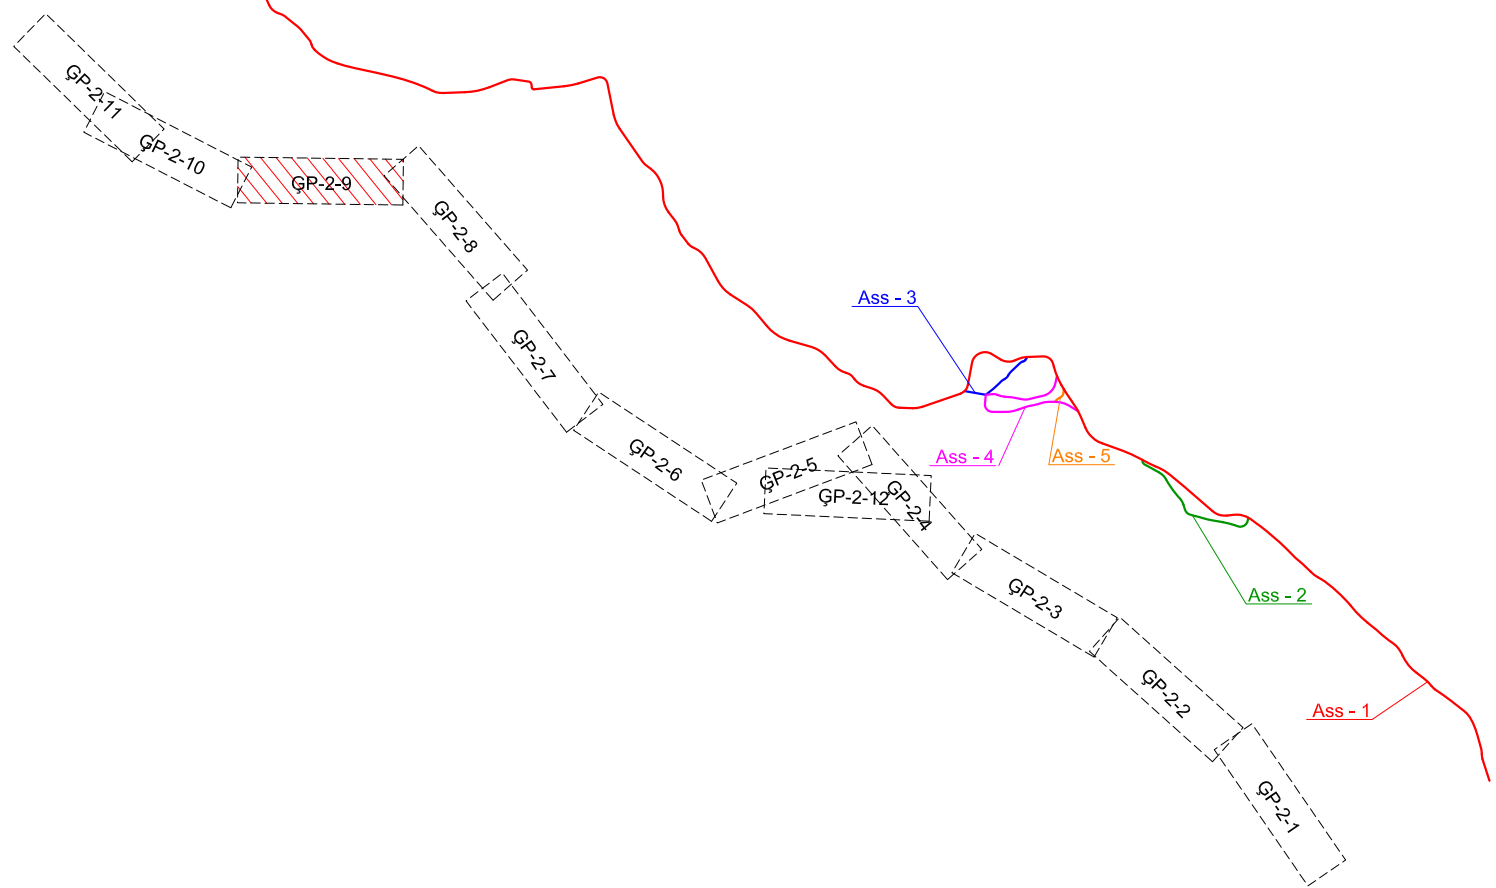 ĢP-2-11
ĢP-2-10
ĢP-2-9
ĢP-2-8
Ass - 3
ĢP-2-7
ĢP-2-6
ĢP-2-5
ĢP-2-12
ĢP-2-4
Ass - 4
Ass - 5
ĢP-2-3
Ass - 2
ĢP-2-2
Ass - 1
ĢP-2-1